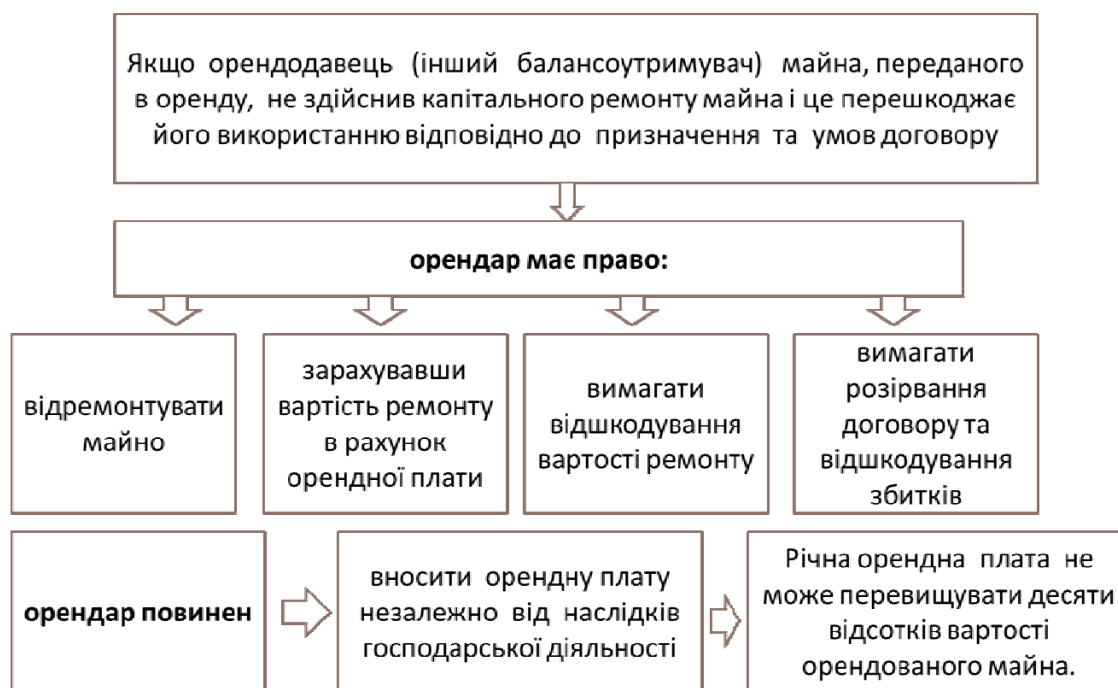 Якщо орендодавець (інший балансоутримувач) майна, переданого
в оренду, не здійснив капітального ремонту майна і це перешкоджає
його використанню відповідно до призначення та умов договору
орендар має право:
відремонтувати
майно
зарахувавши
вартість ремонту
в рахунок
орендної плати
вимагати
відшкодування
вартості ремонту
вимагати
розірвання
договору та
відшкодування
збитків
орендар повинен
вносити орендну плату
незалежно від наслідків
господарської діяльності
Річна орендна плата не
може перевищувати десяти
відсотків вартості
орендованого майна.